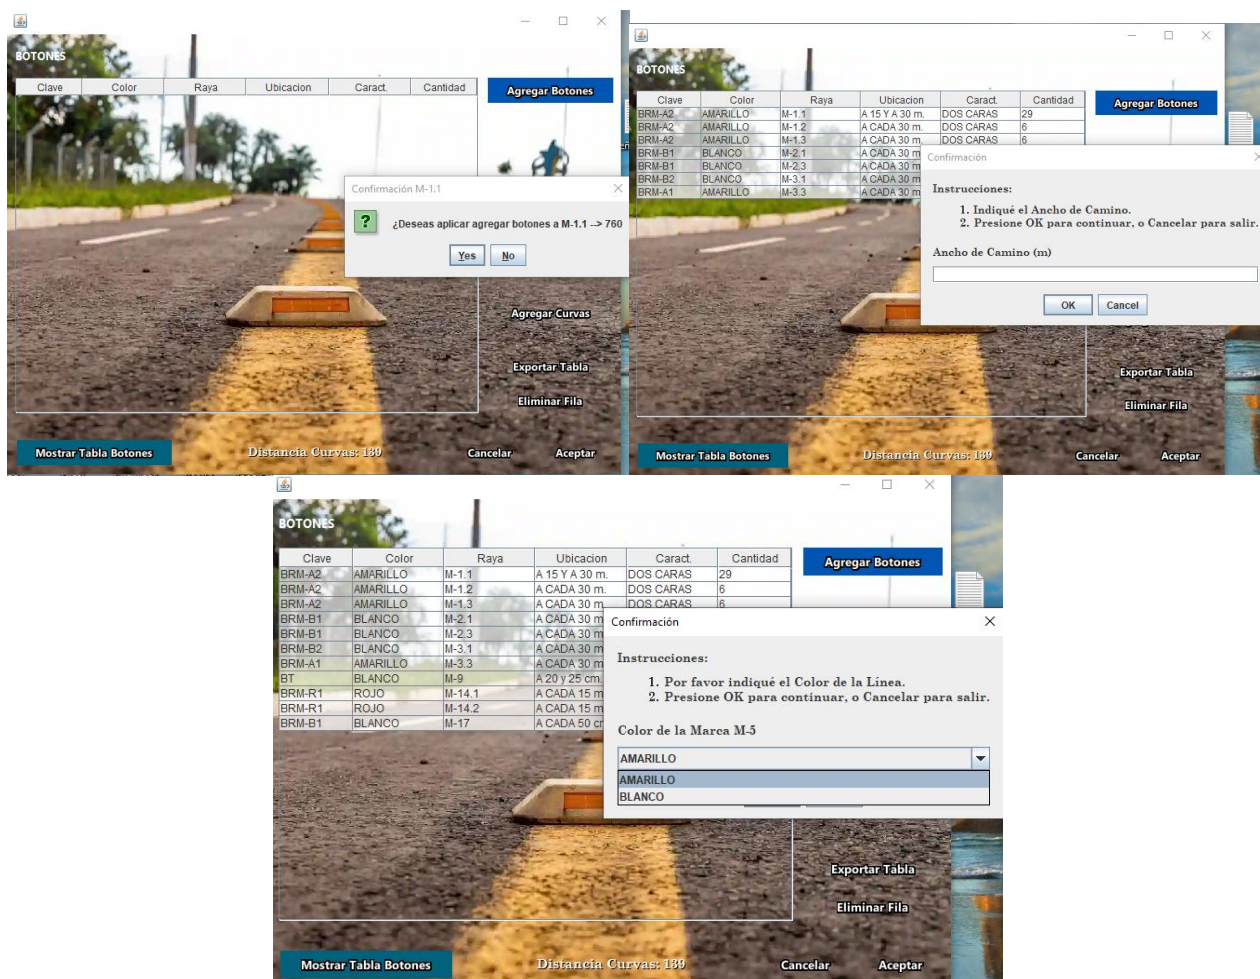 BOTONES
Clave Color Raya Ubicacion Caract. Cantidad
Agregar Botones
Confirmación M-1.1
¿Deseas aplicar agregar botones a M-1.1 --> 760
Yes No
Agregar Curvas
Exportar Tabla
Eliminar Fila
Mostrar Tabla Botones Distancia Curvas: 139 Cancelar Aceptar
BOTONES
Clave Color Raya Ubicacion Caract. Cantidad
Agregar Botones
BRM-A2 AMARILLO M-1.1 A 15 Y A 30 m. DOS CARAS 29
BRM-A2 AMARILLO M-1.2 A CADA 30 m. DOS CARAS 6
BRM-A2 AMARILLO M-1.3 A CADA 30 m. DOS CARAS 6
BRM-B1 BLANCO M-2.1 A CADA 30 m
BRM-B1 BLANCO M-2.3 A CADA 30 m
BRM-B2 BLANCO M-3.1 A CADA 30 m
BRM-A1 AMARILLO M-3.3 A CADA 30 m
Confirmación
Instrucciones:
1. Indiqué el Ancho de Camino.
2. Presione OK para continuar, o Cancelar para salir.
Ancho de Camino (m)
OK Cancel
Exportar Tabla
Eliminar Fila
Mostrar Tabla Botones Distancia Curvas: 139 Cancelar Aceptar
BOTONES
Clave Color Raya Ubicacion Caract. Cantidad
Agregar Botones
BRM-A2 AMARILLO M-1.1 A 15 Y A 30 m. DOS CARAS 29
BRM-A2 AMARILLO M-1.2 A CADA 30 m. DOS CARAS 6
BRM-A2 AMARILLO M-1.3 A CADA 30 m. DOS CARAS 6
BRM-B1 BLANCO M-2.1 A CADA 30 m
BRM-B1 BLANCO M-2.3 A CADA 30 m
BRM-B2 BLANCO M-3.1 A CADA 30 m
BRM-A1 AMARILLO M-3.3 A CADA 30 m
BT BLANCO M-9 A 20 y 25 cm.
BRM-R1 ROJO M-14.1 A CADA 15 m
BRM-R1 ROJO M-14.2 A CADA 15 m
BRM-B1 BLANCO M-17 A CADA 50 cr
Confirmación
Instrucciones:
1. Por favor indiqué el Color de la Línea.
2. Presione OK para continuar, o Cancelar para salir.
Color de la Marca M-5
AMARILLO
AMARILLO
BLANCO
Exportar Tabla
Eliminar Fila
Mostrar Tabla Botones Distancia Curvas: 139 Cancelar Aceptar